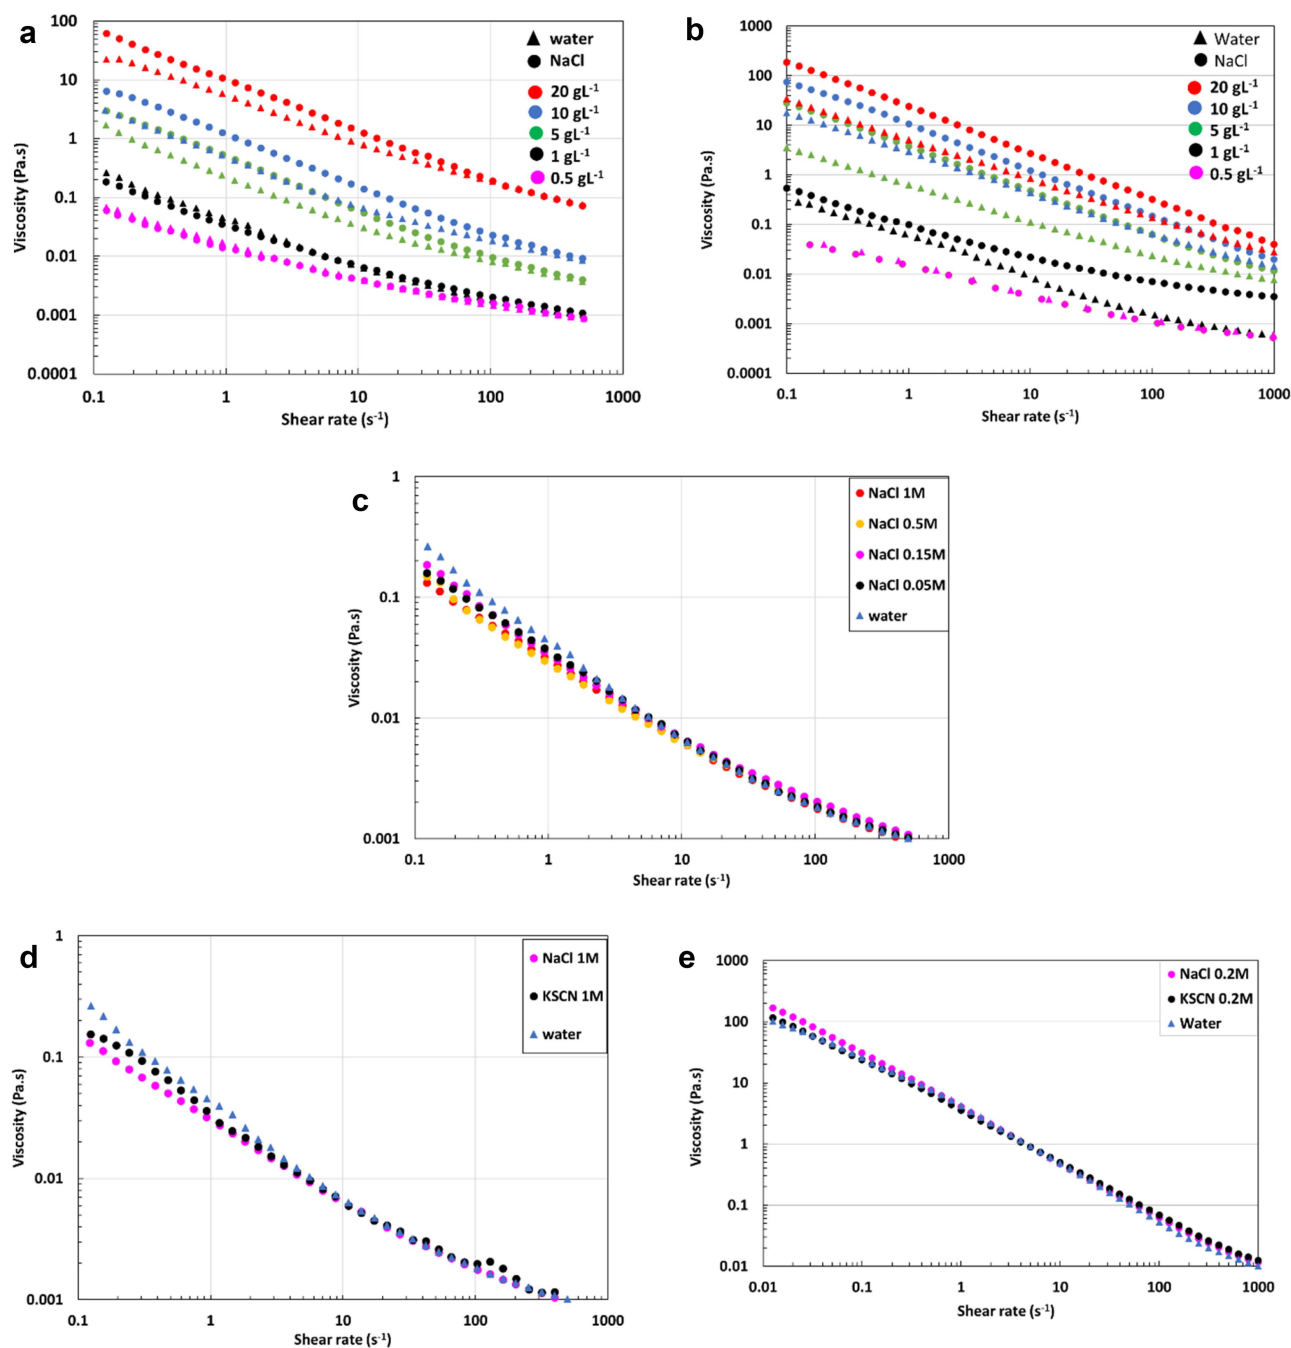 a
100
10
1
0.1
0.01
0.001
0.0001
Viscosity (Pa.s)
0.1 1 10 100 1000
Shear rate (s⁻¹)
water
NaCl
20 gL⁻¹
10 gL⁻¹
5 gL⁻¹
1 gL⁻¹
0.5 gL⁻¹
b
1000
100
10
1
0.1
0.01
0.001
0.0001
Viscosity (Pa.s)
0.1 1 10 100 1000
Shear rate (s⁻¹)
Water
NaCl
20 gL⁻¹
10 gL⁻¹
5 gL⁻¹
1 gL⁻¹
0.5 gL⁻¹
c
1
0.1
0.01
0.001
Viscosity (Pa.s)
0.1 1 10 100 1000
Shear rate (s⁻¹)
NaCl 1M
NaCl 0.5M
NaCl 0.15M
NaCl 0.05M
water
d
1
0.1
0.01
0.001
Viscosity (Pa.s)
0.1 1 10 100 1000
Shear rate (s⁻¹)
NaCl 1M
KSCN 1M
water
e
1000
100
10
1
0.1
0.01
Viscosity (Pa.s)
0.01 0.1 1 10 100 1000
Shear rate (s⁻¹)
NaCl 0.2M
KSCN 0.2M
Water